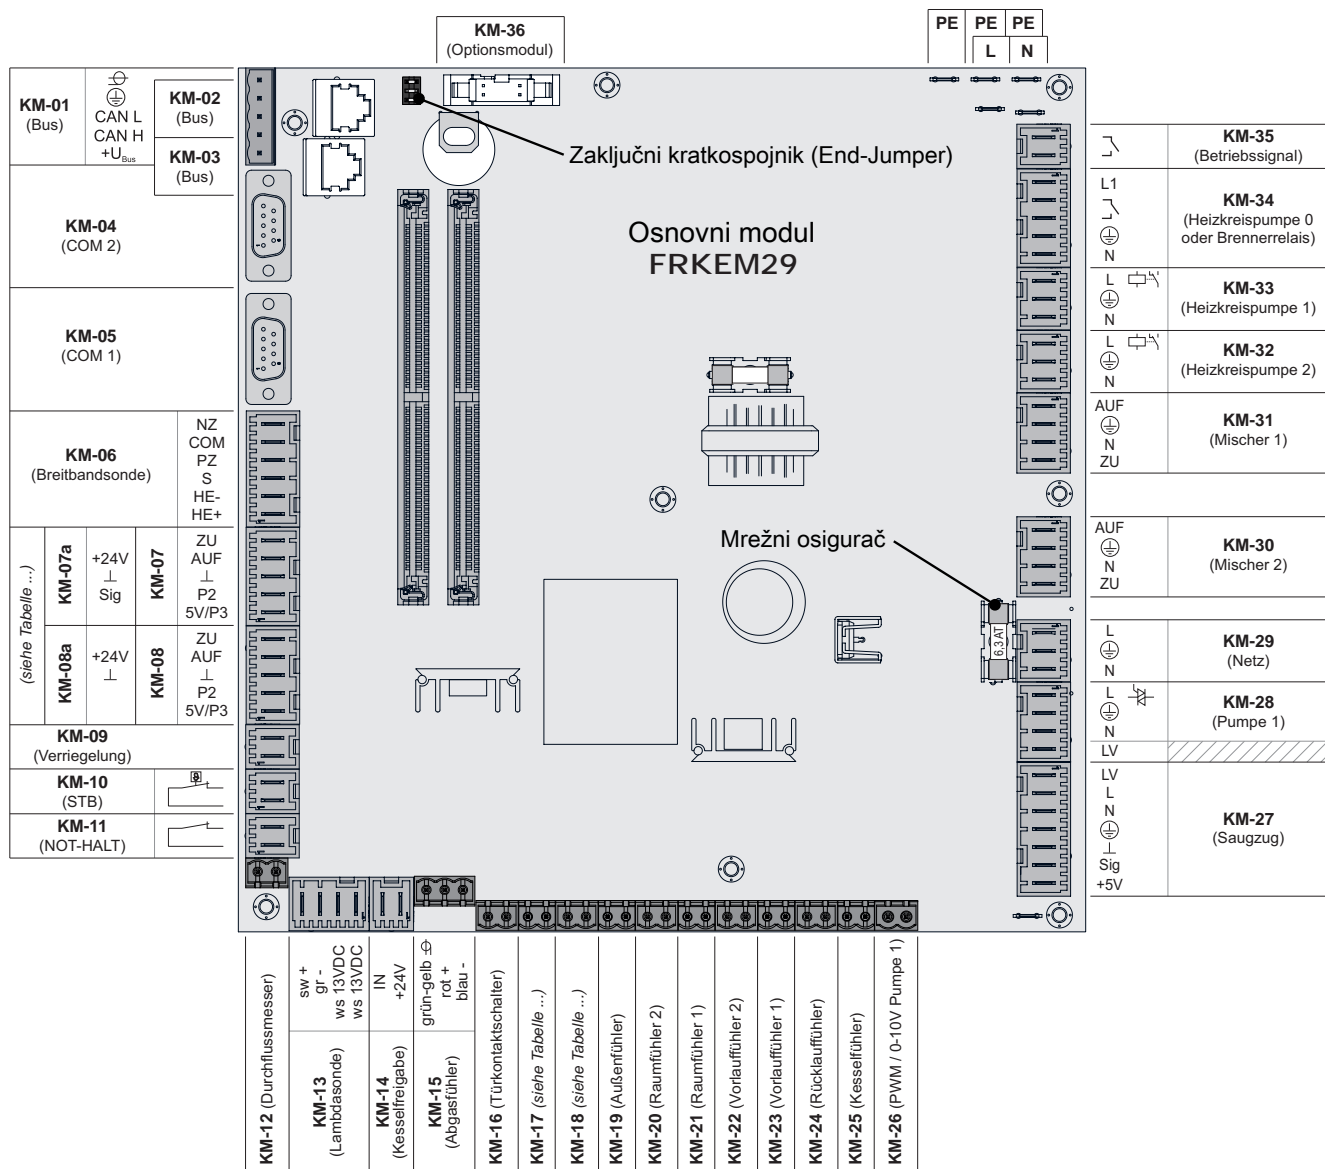 KM-36
(Optionsmodul)
PE PE PE
L N
KM-01
(Bus)
CAN L
CAN H
+U Bus
KM-02
(Bus)
KM-03
(Bus)
KM-04
(COM 2)
KM-05
(COM 1)
KM-06
(Breitbandsonde)
NZ
COM
PZ
S
HE-
HE+
(siehe Tabelle ...)
KM-07a
+24V
Sig
KM-07
ZU
AUF
P2
5V/P3
KM-08a
+24V
KM-08
ZU
AUF
P2
5V/P3
KM-09
(Verriegelung)
KM-10
(STB)
KM-11
(NOT-HALT)
Zaključni kratkospojnik (End-Jumper)
Osnovni modul
FRKEM29
Mrežni osigurač
6,3 AT
KM-35
(Betriebssignal)
L1
N
KM-34
(Heizkreispumpe 0
oder Brennerrelais)
L
N
KM-33
(Heizkreispumpe 1)
L
N
KM-32
(Heizkreispumpe 2)
AUF
N
ZU
KM-31
(Mischer 1)
AUF
N
ZU
KM-30
(Mischer 2)
L
N
KM-29
(Netz)
L
N
LV
KM-28
(Pumpe 1)
LV
L
N
Sig
+5V
KM-27
(Saugzug)
KM-12 (Durchflussmesser)
sw +
gr -
ws 13VDC
ws 13VDC
KM-13
(Lambdasonde)
IN
+24V
KM-14
(Kesselfreigabe)
grün-gelb
rot +
blau -
KM-15
(Abgasfühler)
KM-16 (Türkontaktschalter)
KM-17 (siehe Tabelle ...)
KM-18 (siehe Tabelle ...)
KM-19 (Außenfühler)
KM-20 (Raumfühler 2)
KM-21 (Raumfühler 1)
KM-22 (Vorlauffühler 2)
KM-23 (Vorlauffühler 1)
KM-24 (Rücklauffühler)
KM-25 (Kesselfühler)
KM-26 (PWM / 0-10V Pumpe 1)